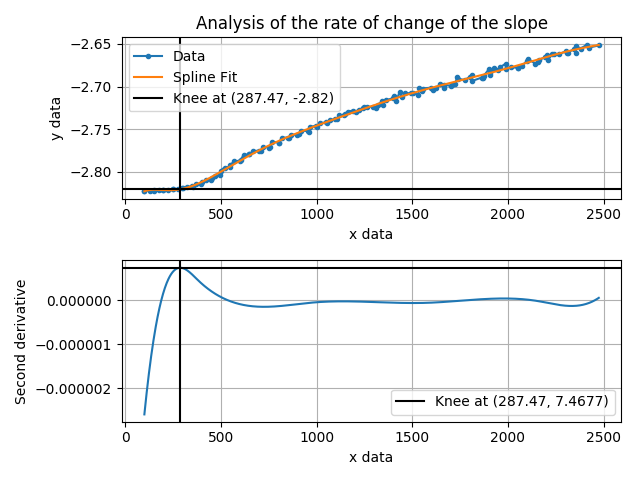 Analysis of the rate of change of the slope
−2.65
−2.70
−2.75
−2.80
y data
Data
Spline Fit
Knee at (287.47, -2.82)
0
500
1000
1500
2000
2500
x data
0.000000
−0.000001
−0.000002
Second derivative
Knee at (287.47, 7.4677)
0
500
1000
1500
2000
2500
x data